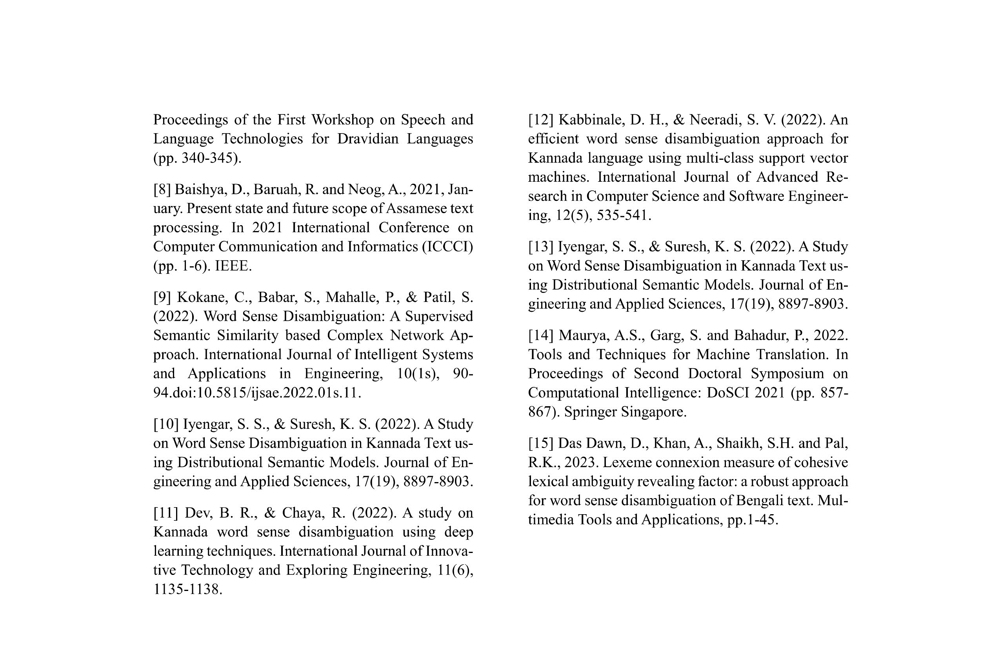 Proceedings of the First Workshop on Speech and
Language Technologies for Dravidian Languages
(pp. 340-345).
[8] Baishya, D., Baruah, R. and Neog, A., 2021, Jan-
uary. Present state and future scope of Assamese text
processing. In 2021 International Conference on
Computer Communication and Informatics (ICCCI)
(pp. 1-6). IEEE.
[9] Kokane, C., Babar, S., Mahalle, P., & Patil, S.
(2022). Word Sense Disambiguation: A Supervised
Semantic Similarity based Complex Network Ap-
proach. International Journal of Intelligent Systems
and Applications in Engineering, 10(1s), 90-
94.doi:10.5815/ijsae.2022.01s.11.
[10] Iyengar, S. S., & Suresh, K. S. (2022). A Study
on Word Sense Disambiguation in Kannada Text us-
ing Distributional Semantic Models. Journal of En-
gineering and Applied Sciences, 17(19), 8897-8903.
[11] Dev, B. R., & Chaya, R. (2022). A study on
Kannada word sense disambiguation using deep
learning techniques. International Journal of Innova-
tive Technology and Exploring Engineering, 11(6),
1135-1138.
[12] Kabbinale, D. H., & Neeradi, S. V. (2022). An
efficient word sense disambiguation approach for
Kannada language using multi-class support vector
machines. International Journal of Advanced Re-
search in Computer Science and Software Engineer-
ing, 12(5), 535-541.
[13] Iyengar, S. S., & Suresh, K. S. (2022). A Study
on Word Sense Disambiguation in Kannada Text us-
ing Distributional Semantic Models. Journal of En-
gineering and Applied Sciences, 17(19), 8897-8903.
[14] Maurya, A.S., Garg, S. and Bahadur, P., 2022.
Tools and Techniques for Machine Translation. In
Proceedings of Second Doctoral Symposium on
Computational Intelligence: DoSCI 2021 (pp. 857-
867). Springer Singapore.
[15] Das Dawn, D., Khan, A., Shaikh, S.H. and Pal,
R.K., 2023. Lexeme connexion measure of cohesive
lexical ambiguity revealing factor: a robust approach
for word sense disambiguation of Bengali text. Mul-
timedia Tools and Applications, pp.1-45.